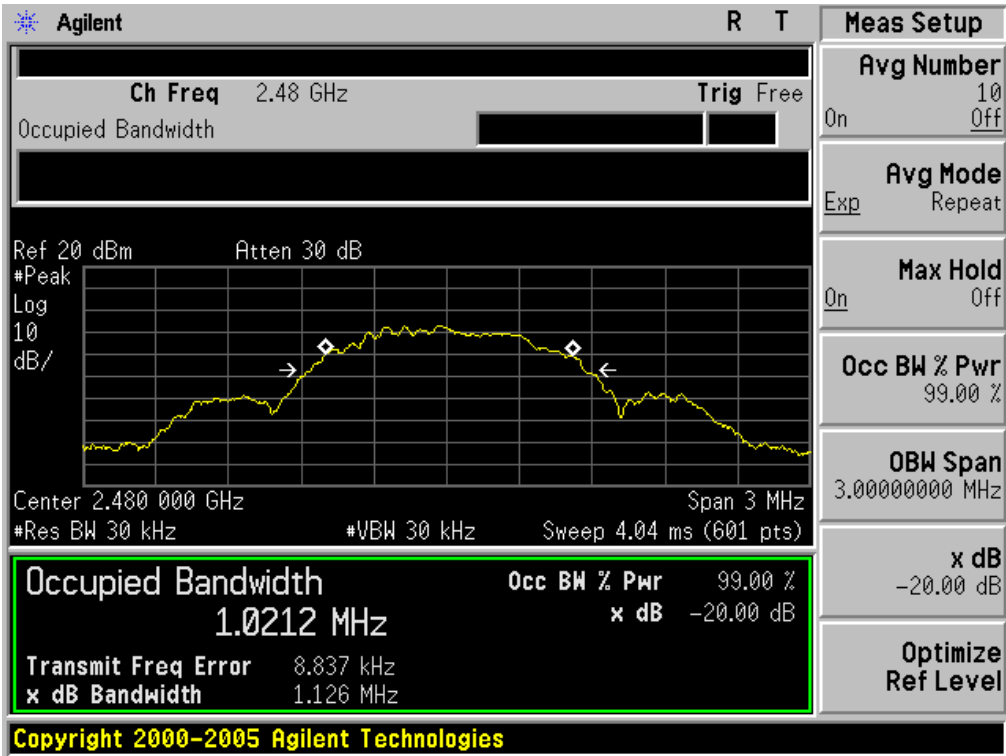 Agilent R T
Ch Freq 2.48 GHz Trig Free
Occupied Bandwidth
Ref 20 dBm Atten 30 dB
#Peak
Log
10
dB/
Center 2.480 000 GHz Span 3 MHz
#Res BW 30 kHz #VBW 30 kHz Sweep 4.04 ms (601 pts)
Occupied Bandwidth
1.0212 MHz
Occ BW % Pwr 99.00 %
x dB -20.00 dB
Transmit Freq Error 8.837 kHz
x dB Bandwidth 1.126 MHz
Copyright 2000-2005 Agilent Technologies
Meas Setup
Avg Number
10
On Off
Avg Mode
Exp Repeat
Max Hold
On Off
Occ BW % Pwr
99.00 %
OBW Span
3.00000000 MHz
x dB
-20.00 dB
Optimize
Ref Level